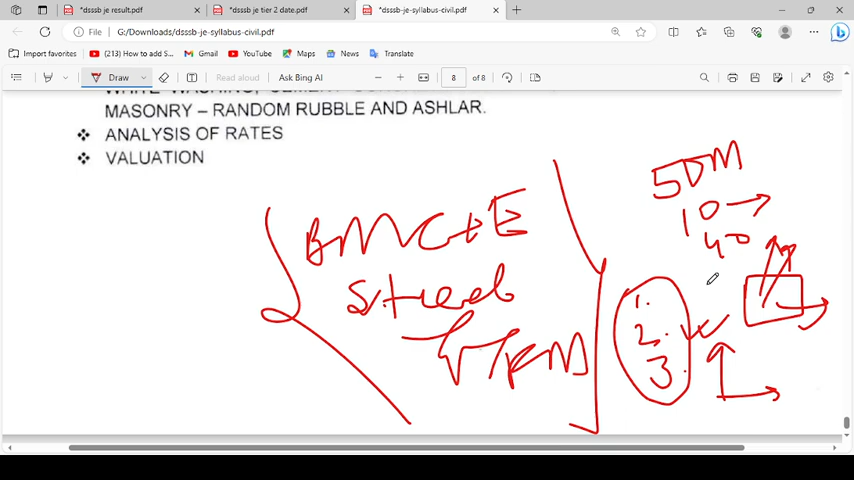 *dsssb je result.pdf
*dsssb je tier 2 date.pdf
*dsssb-je-syllabus-civil.pdf
File G:/Downloads/dsssb-je-syllabus-civil.pdf
Import favorites (213) How to add S... Gmail YouTube Maps News Translate
Draw Read aloud Ask Bing AI 8 of 8
MASONRY – RANDOM RUBBLE AND ASHLAR.
❖ ANALYSIS OF RATES
❖ VALUATION
BMC+E
Steel
SDM
10
40
1.
2.
3.